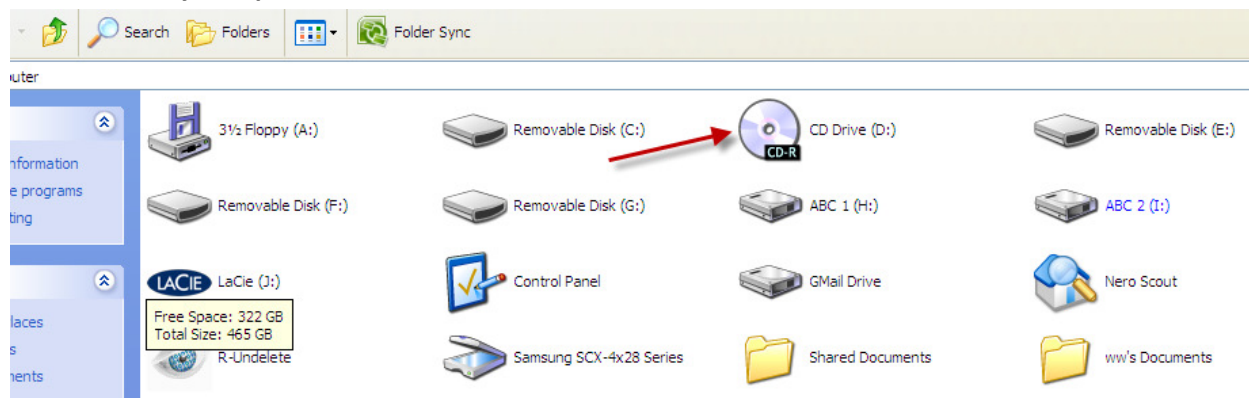 Search Folders Folder Sync
uter
3½ Floppy (A:) Removable Disk (C:) CD Drive (D:) Removable Disk (E:)
CD-R
nformation
e programs
ting
Removable Disk (F:) Removable Disk (G:) ABC 1 (H:) ABC 2 (I:)
LACIE LaCie (J:) Control Panel GMail Drive Nero Scout
Free Space: 322 GB
Total Size: 465 GB
laces
s
R-Undelete Samsung SCX-4x28 Series Shared Documents ww's Documents
ments